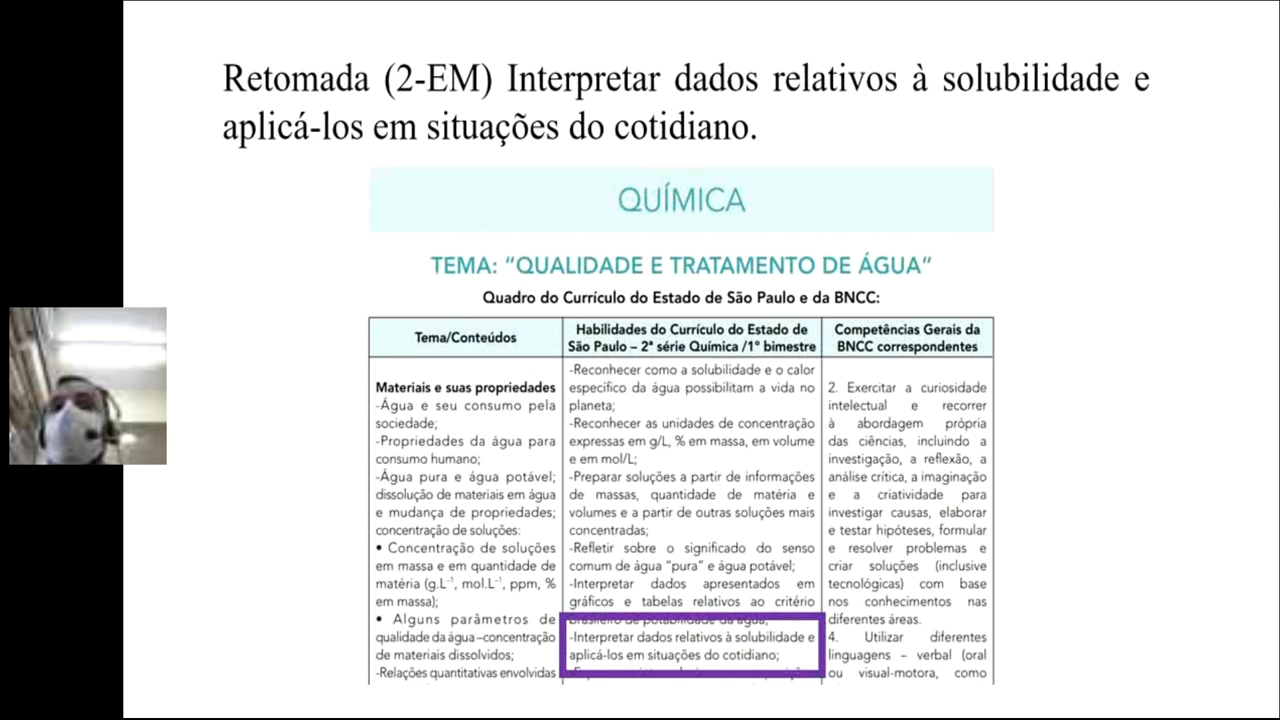 Retomada (2-EM) Interpretar dados relativos à solubilidade e
aplicá-los em situações do cotidiano.
QUÍMICA
TEMA: “QUALIDADE E TRATAMENTO DE ÁGUA”
Quadro do Currículo do Estado de São Paulo e da BNCC:
Tema/Conteúdos
Materiais e suas propriedades
-Água e seu consumo pela
sociedade;
-Propriedades da água para
consumo humano;
-Água pura e água potável;
dissolução de materiais em água
e mudança de propriedades;
concentração de soluções:
• Concentração de soluções
em massa e em quantidade de
matéria (g.L⁻¹, mol.L⁻¹, ppm, %
em massa);
• Alguns parâmetros de
qualidade da água –concentração
de materiais dissolvidos;
-Relações quantitativas envolvidas
Habilidades do Currículo do Estado de
São Paulo – 2ª série Química /1° bimestre
-Reconhecer como a solubilidade e o calor
específico da água possibilitam a vida no
planeta;
-Reconhecer as unidades de concentração
expressas em g/L, % em massa, em volume
e em mol/L;
-Preparar soluções a partir de informações
de massas, quantidade de matéria e
volumes e a partir de outras soluções mais
concentradas;
-Refletir sobre o significado do senso
comum de água “pura” e água potável;
-Interpretar dados apresentados em
gráficos e tabelas relativos ao critério
brasileiro de potabilidade da água;
-Interpretar dados relativos à solubilidade e
aplicá-los em situações do cotidiano;
Competências Gerais da
BNCC correspondentes
2. Exercitar a curiosidade
intelectual e recorrer
à abordagem própria
das ciências, incluindo a
investigação, a reflexão, a
análise crítica, a imaginação
e a criatividade para
investigar causas, elaborar
e testar hipóteses, formular
e resolver problemas e
criar soluções (inclusive
tecnológicas) com base
nos conhecimentos nas
diferentes áreas.
4. Utilizar diferentes
linguagens – verbal (oral
ou visual-motora, como